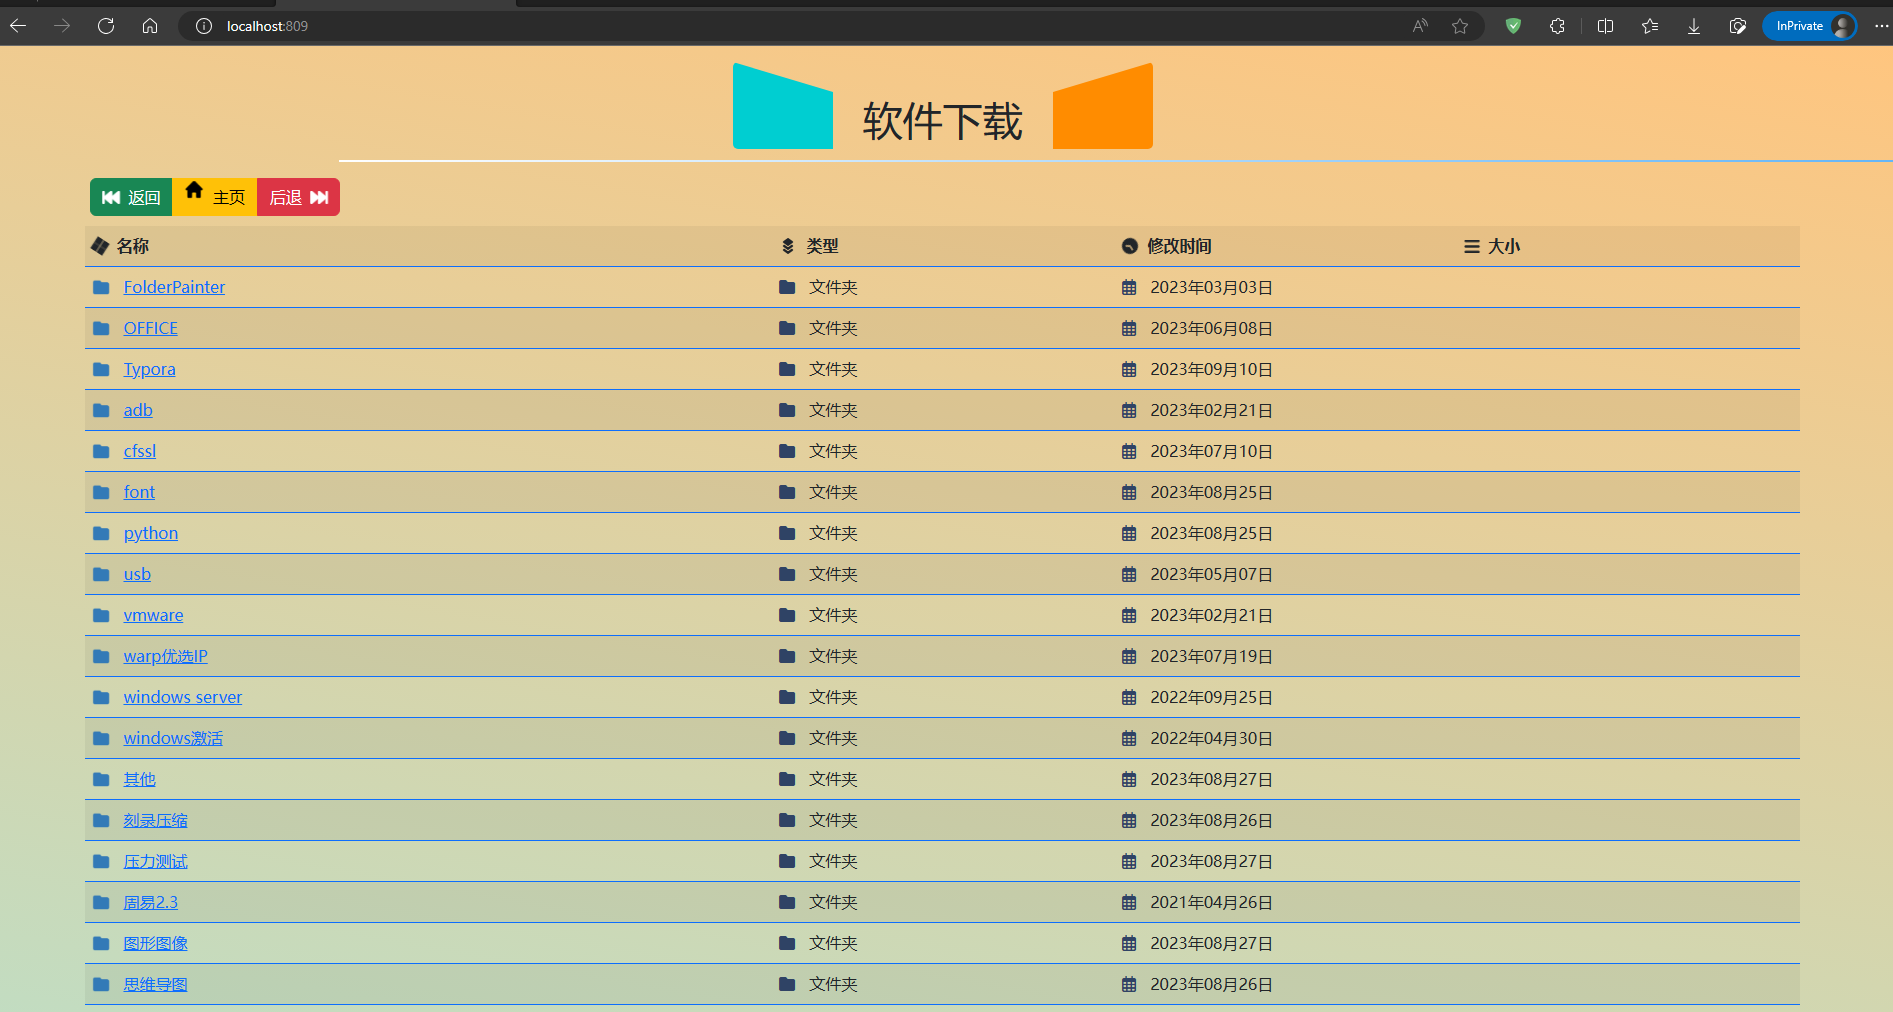 localhost:809
InPrivate
软件下载
返回 主页 后退
名称 类型 修改时间 大小
FolderPainter 文件夹 2023年03月03日
OFFICE 文件夹 2023年06月08日
Typora 文件夹 2023年09月10日
adb 文件夹 2023年02月21日
cfssl 文件夹 2023年07月10日
font 文件夹 2023年08月25日
python 文件夹 2023年08月25日
usb 文件夹 2023年05月07日
vmware 文件夹 2023年02月21日
warp优选IP 文件夹 2023年07月19日
windows server 文件夹 2022年09月25日
windows激活 文件夹 2022年04月30日
其他 文件夹 2023年08月27日
刻录压缩 文件夹 2023年08月26日
压力测试 文件夹 2023年08月27日
周易2.3 文件夹 2021年04月26日
图形图像 文件夹 2023年08月27日
思维导图 文件夹 2023年08月26日